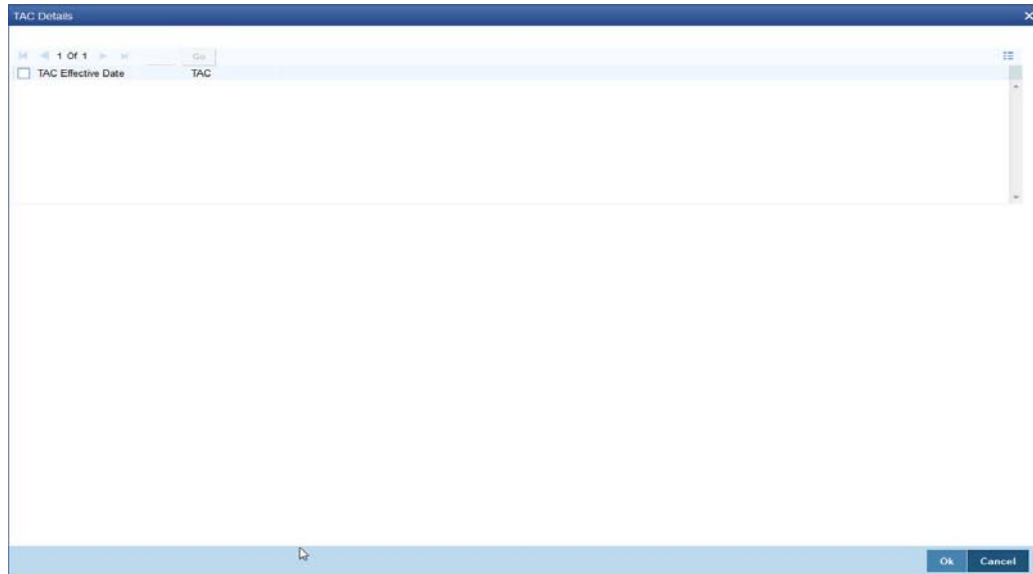 TAC Details
1 Of 1 Go
TAC Effective Date TAC
Ok Cancel